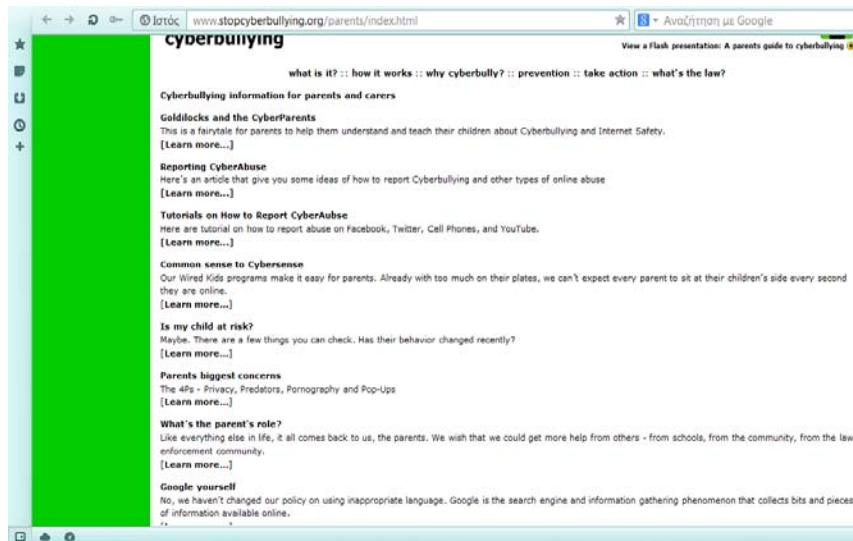 Ιστός www.stopcyberbullying.org/parents/index.html Αναζήτηση με Google
cyberbullying
View a Flash presentation: A parents guide to cyberbullying
what is it? :: how it works :: why cyberbully? :: prevention :: take action :: what's the law?
Cyberbullying information for parents and carers
Goldilocks and the CyberParents
This is a fairytale for parents to help them understand and teach their children about Cyberbullying and Internet Safety.
[Learn more...]
Reporting CyberAbuse
Here's an article that give you some ideas of how to report Cyberbullying and other types of online abuse
[Learn more...]
Tutorials on How to Report CyberAubse
Here are tutorial on how to report abuse on Facebook, Twitter, Cell Phones, and YouTube.
[Learn more...]
Common sense to Cybersense
Our Wired Kids programs make it easy for parents. Already with too much on their plates, we can't expect every parent to sit at their children's side every second
they are online.
[Learn more...]
Is my child at risk?
Maybe. There are a few things you can check. Has their behavior changed recently?
[Learn more...]
Parents biggest concerns
The 4Ps - Privacy, Predators, Pornography and Pop-Ups
[Learn more...]
What's the parent's role?
Like everything else in life, it all comes back to us, the parents. We wish that we could get more help from others - from schools, from the community, from the law
enforcement community.
[Learn more...]
Google yourself
No, we haven't changed our policy on using inappropriate language. Google is the search engine and information gathering phenomenon that collects bits and pieces
of information available online.